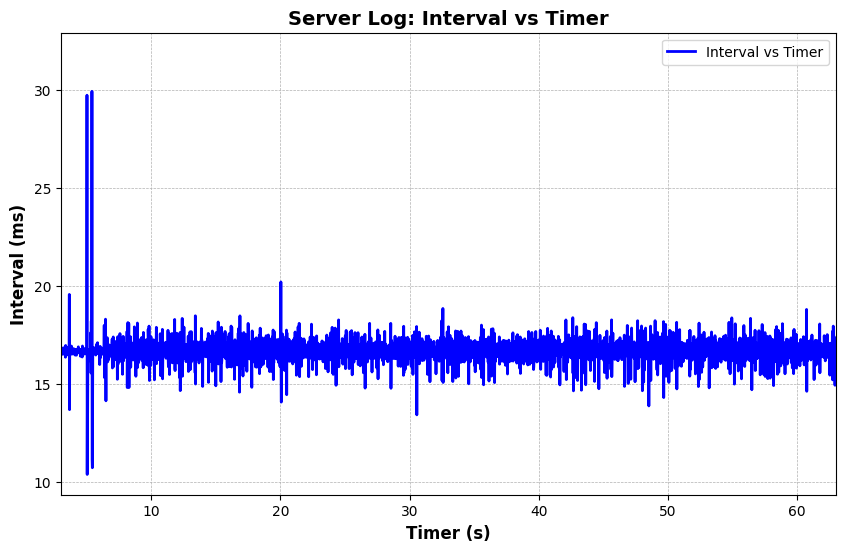 Server Log: Interval vs Timer
Interval vs Timer
30
25
20
15
10
Interval (ms)
10 20 30 40 50 60
Timer (s)